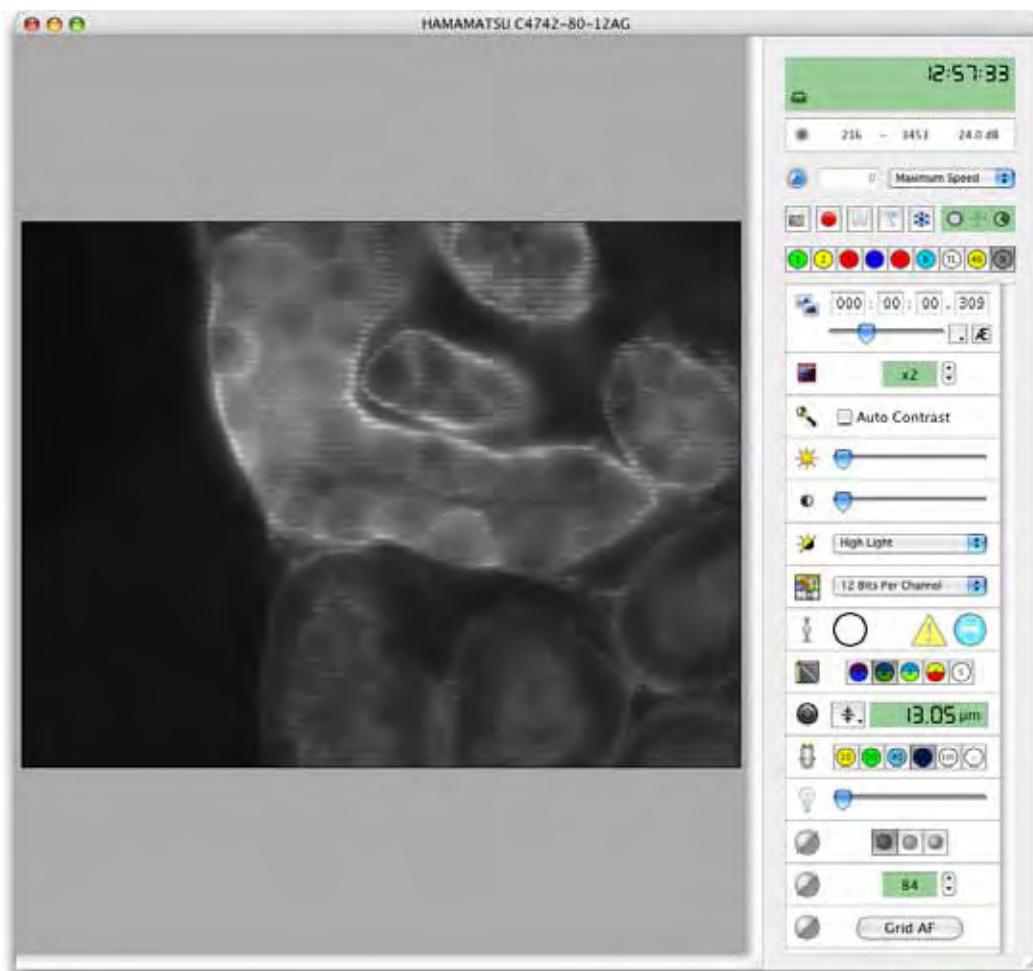 HAMAMATSU C4742-80-12AG
12:57:33
216 - 3453 24.0 dB
0 Maximum Speed
000 : 00 : 00 . 309
x2
Auto Contrast
High Light
12 Bits Per Channel
13.05 µm
84
Grid AF